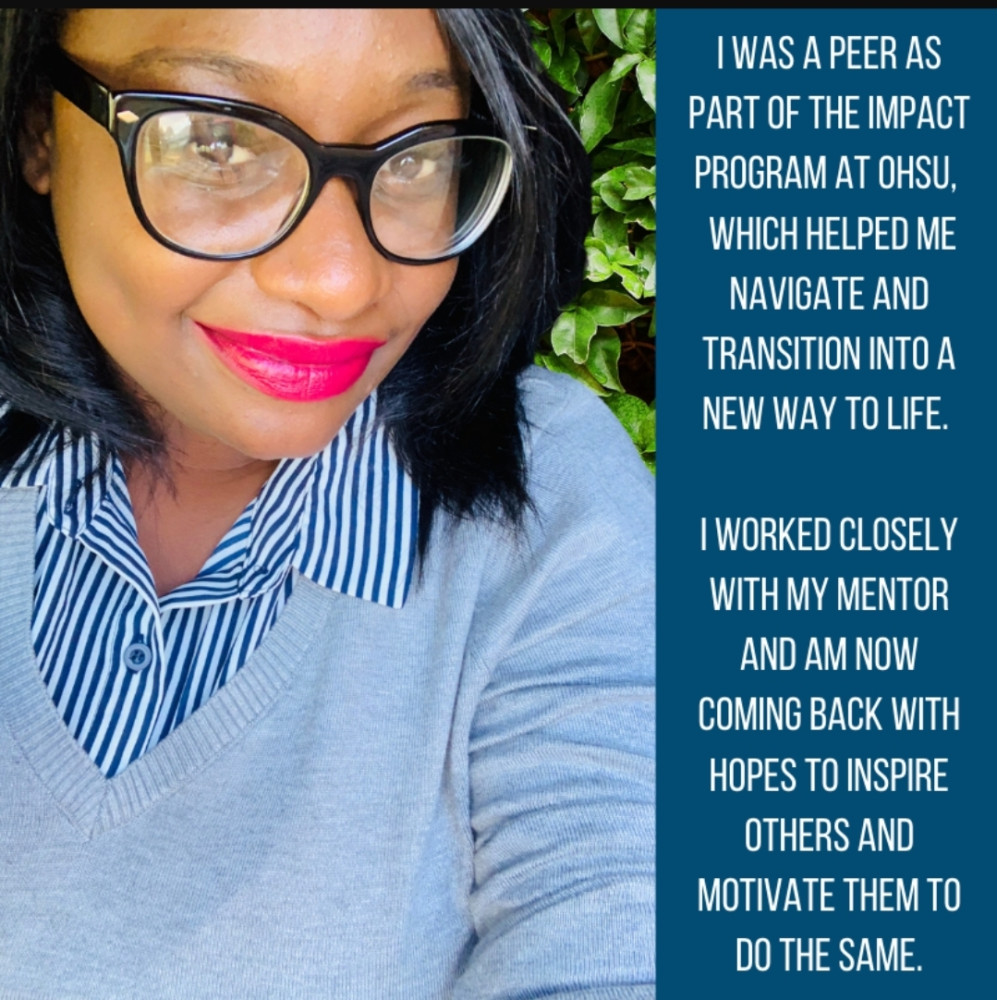 I WAS A PEER AS
PART OF THE IMPACT
PROGRAM AT OHSU,
WHICH HELPED ME
NAVIGATE AND
TRANSITION INTO A
NEW WAY TO LIFE.
I WORKED CLOSELY
WITH MY MENTOR
AND AM NOW
COMING BACK WITH
HOPES TO INSPIRE
OTHERS AND
MOTIVATE THEM TO
DO THE SAME.